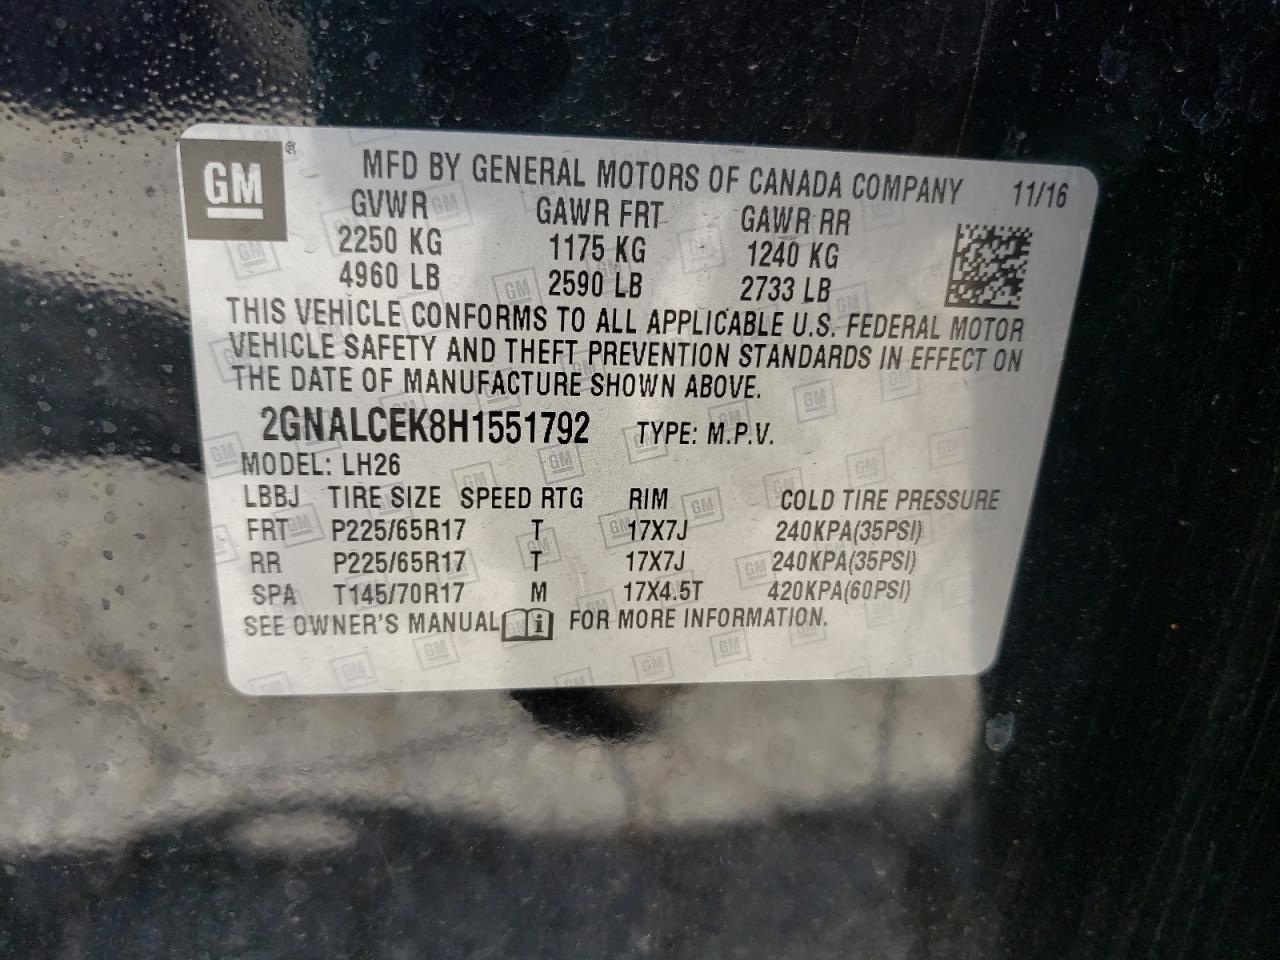 GM ®
MFD BY GENERAL MOTORS OF CANADA COMPANY 11/16
GVWR GAWR FRT GAWR RR
2250 KG 1175 KG 1240 KG
4960 LB 2590 LB 2733 LB
THIS VEHICLE CONFORMS TO ALL APPLICABLE U.S. FEDERAL MOTOR
VEHICLE SAFETY AND THEFT PREVENTION STANDARDS IN EFFECT ON
THE DATE OF MANUFACTURE SHOWN ABOVE.
2GNALCEK8H1551792 TYPE: M.P.V.
MODEL: LH26
LBBJ TIRE SIZE SPEED RTG RIM COLD TIRE PRESSURE
FRT P225/65R17 T 17X7J 240KPA(35PSI)
RR P225/65R17 T 17X7J 240KPA(35PSI)
SPA T145/70R17 M 17X4.5T 420KPA(60PSI)
SEE OWNER'S MANUAL i FOR MORE INFORMATION.